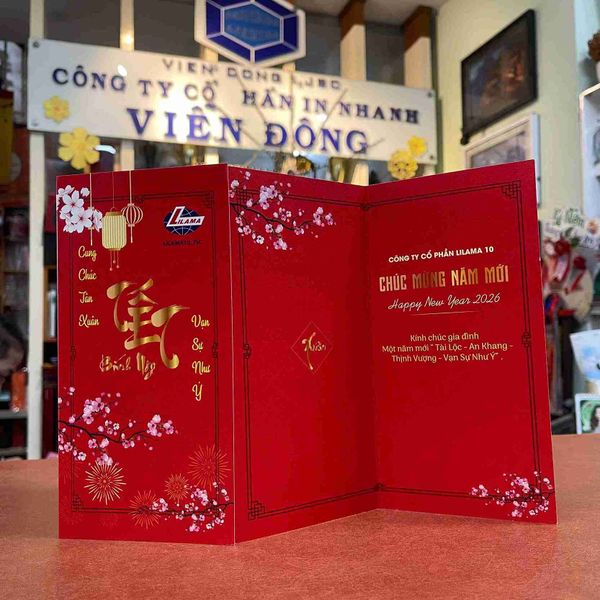 VIEN DONG .,JSC
CÔNG TY CỔ PHẦN IN NHANH
VIỄN ĐÔNG
LILAMA
Cung
Chúc
Tân
Xuân
Tết
Bính Ngọ
Vạn
Sự
Như
Ý
Xuân
CÔNG TY CỔ PHẦN LILAMA 10
CHÚC MỪNG NĂM MỚI
Happy New Year 2026
Kính chúc gia đình
Một năm mới " Tài Lộc - An Khang -
Thịnh Vượng - Vạn Sự Như Ý"